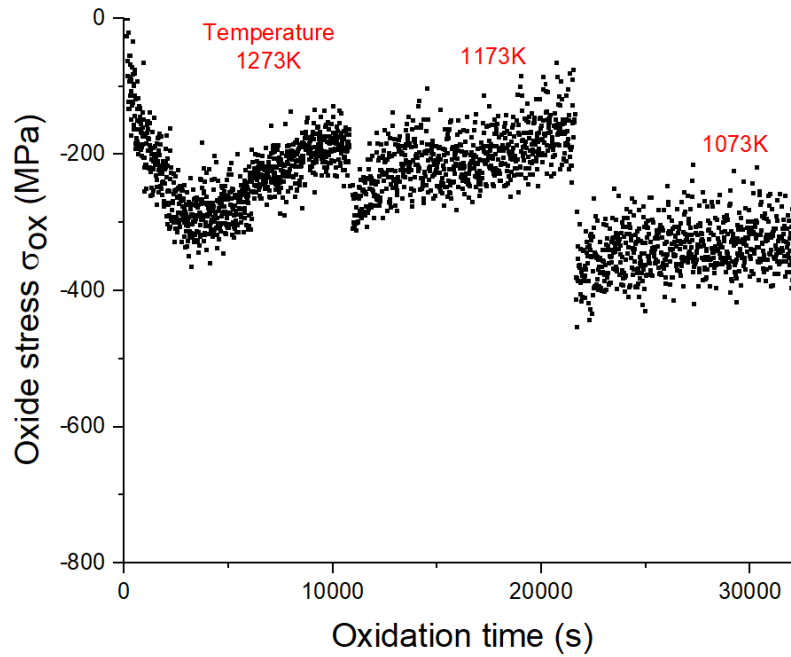 Temperature
1273K
1173K
1073K
0
-200
-400
-600
-800
Oxide stress σox (MPa)
0
10000
20000
30000
Oxidation time (s)